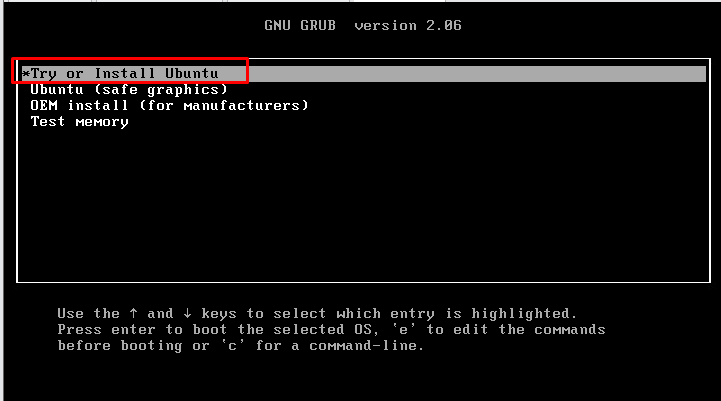 GNU GRUB  version 2.06
*Try or Install Ubuntu
Ubuntu (safe graphics)
OEM install (for manufacturers)
Test memory
Use the ↑ and ↓ keys to select which entry is highlighted.
Press enter to boot the selected OS, `e' to edit the commands
before booting or `c' for a command-line.